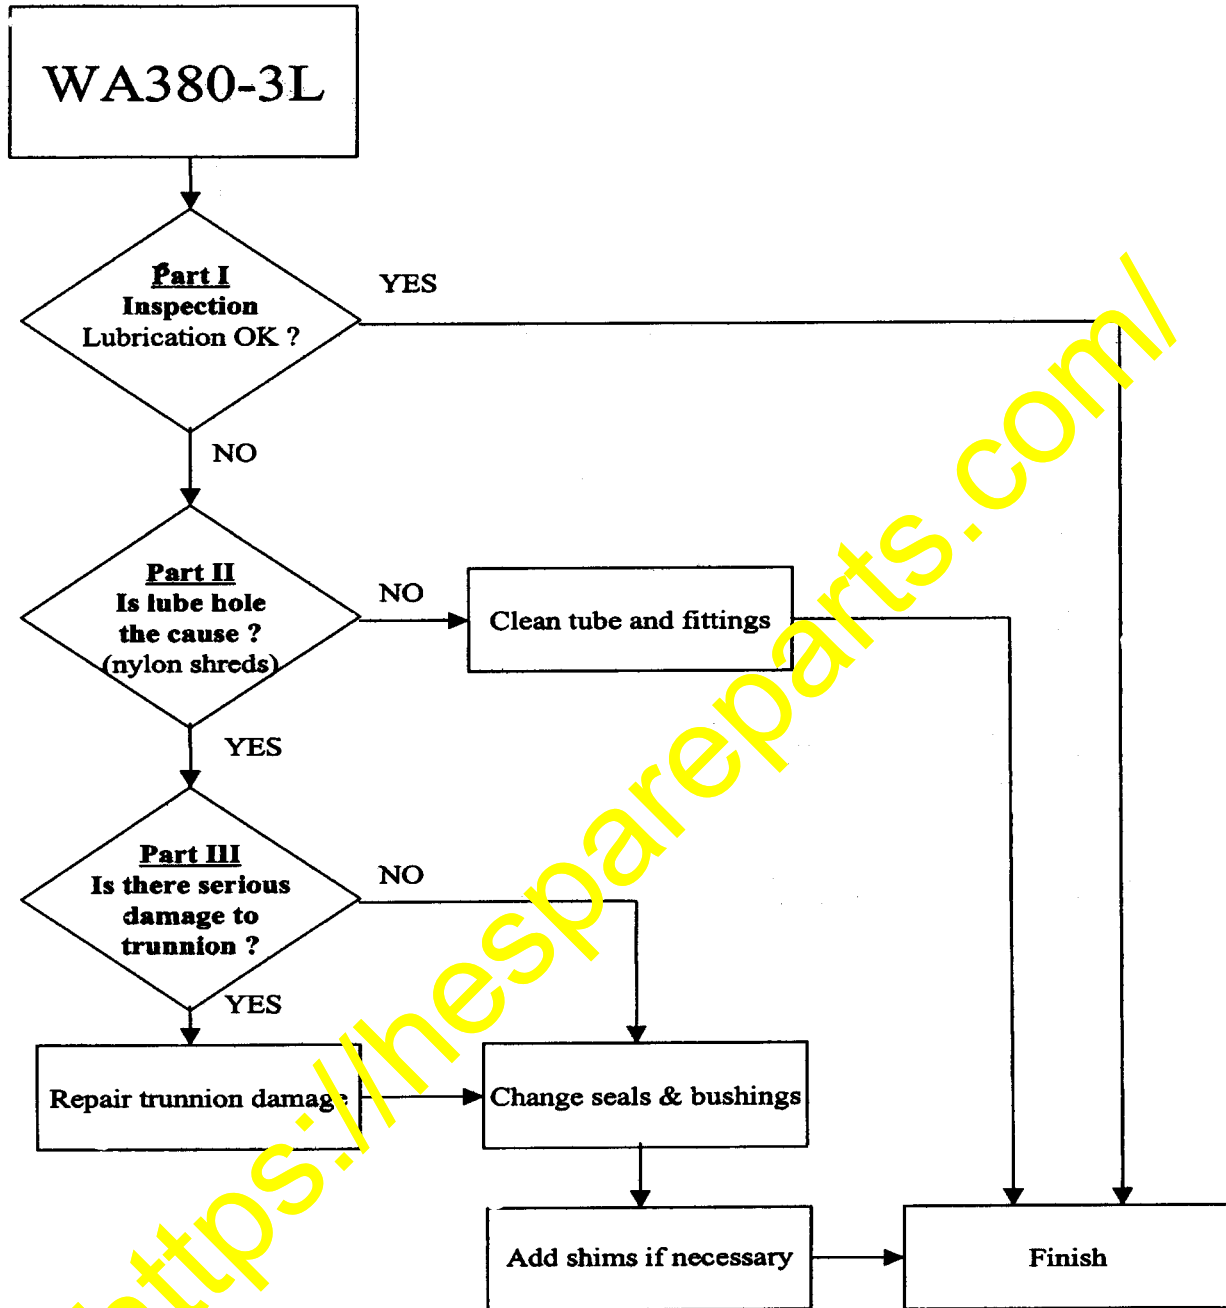 WA380-3L
Part I
Inspection
Lubrication OK ?
YES
NO
Part II
Is lube hole
the cause ?
(nylon shreds)
NO
Clean tube and fittings
YES
Part III
Is there serious
damage to
trunnion ?
NO
YES
Repair trunnion damage
Change seals & bushings
Add shims if necessary
Finish
https://hespareparts.com/